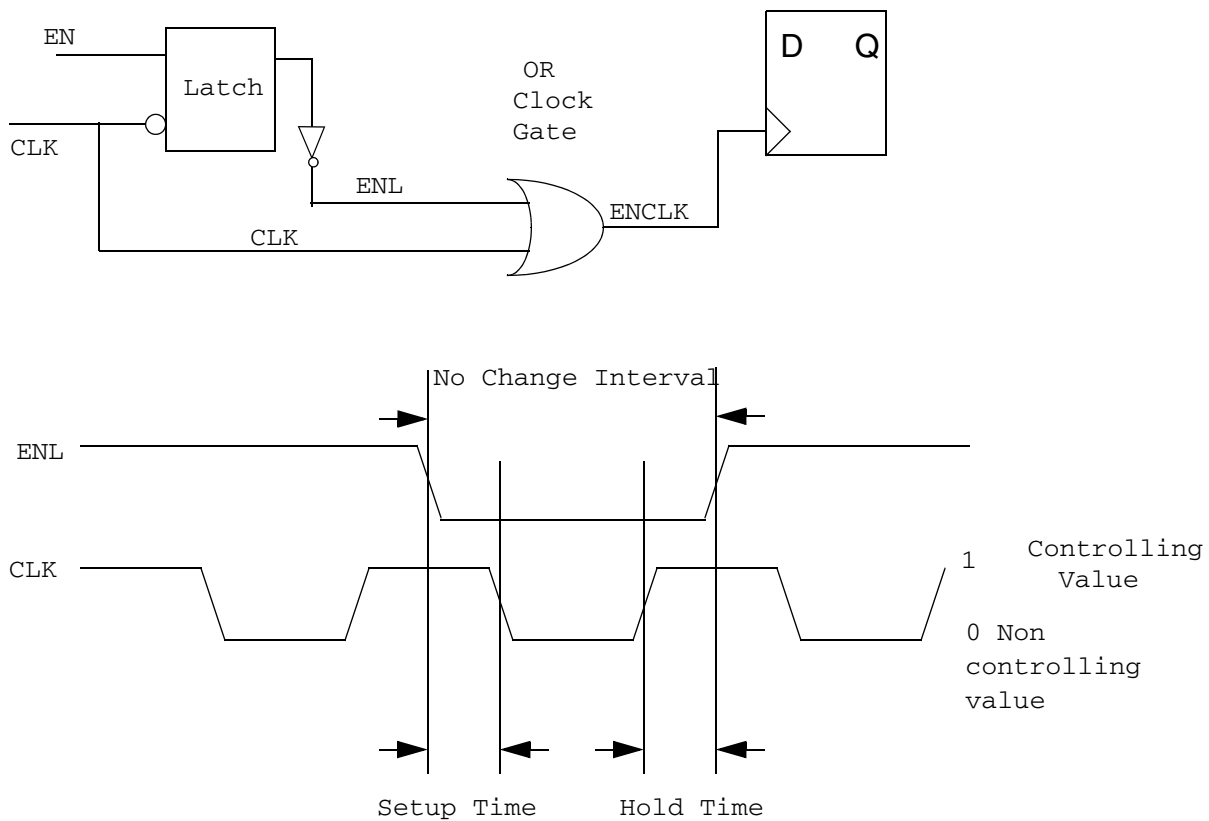 EN
Latch
CLK
OR
Clock
Gate
D Q
ENL
ENCLK
CLK
No Change Interval
ENL
CLK
1 Controlling
Value
0 Non
controlling
value
Setup Time
Hold Time